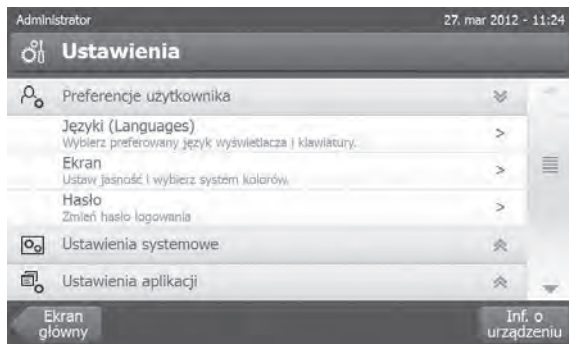 Administrator
27. mar 2012 - 11:24
Ustawienia
Preferencje użytkownika
Języki (Languages)
Wybierz preferowany język wyświetlacza i klawiatury.
>
Ekran
Ustaw jasność i wybierz system kolorów.
>
Hasło
Zmień hasło logowania
>
Ustawienia systemowe
Ustawienia aplikacji
Ekran
główny
Inf. o
urządzeniu